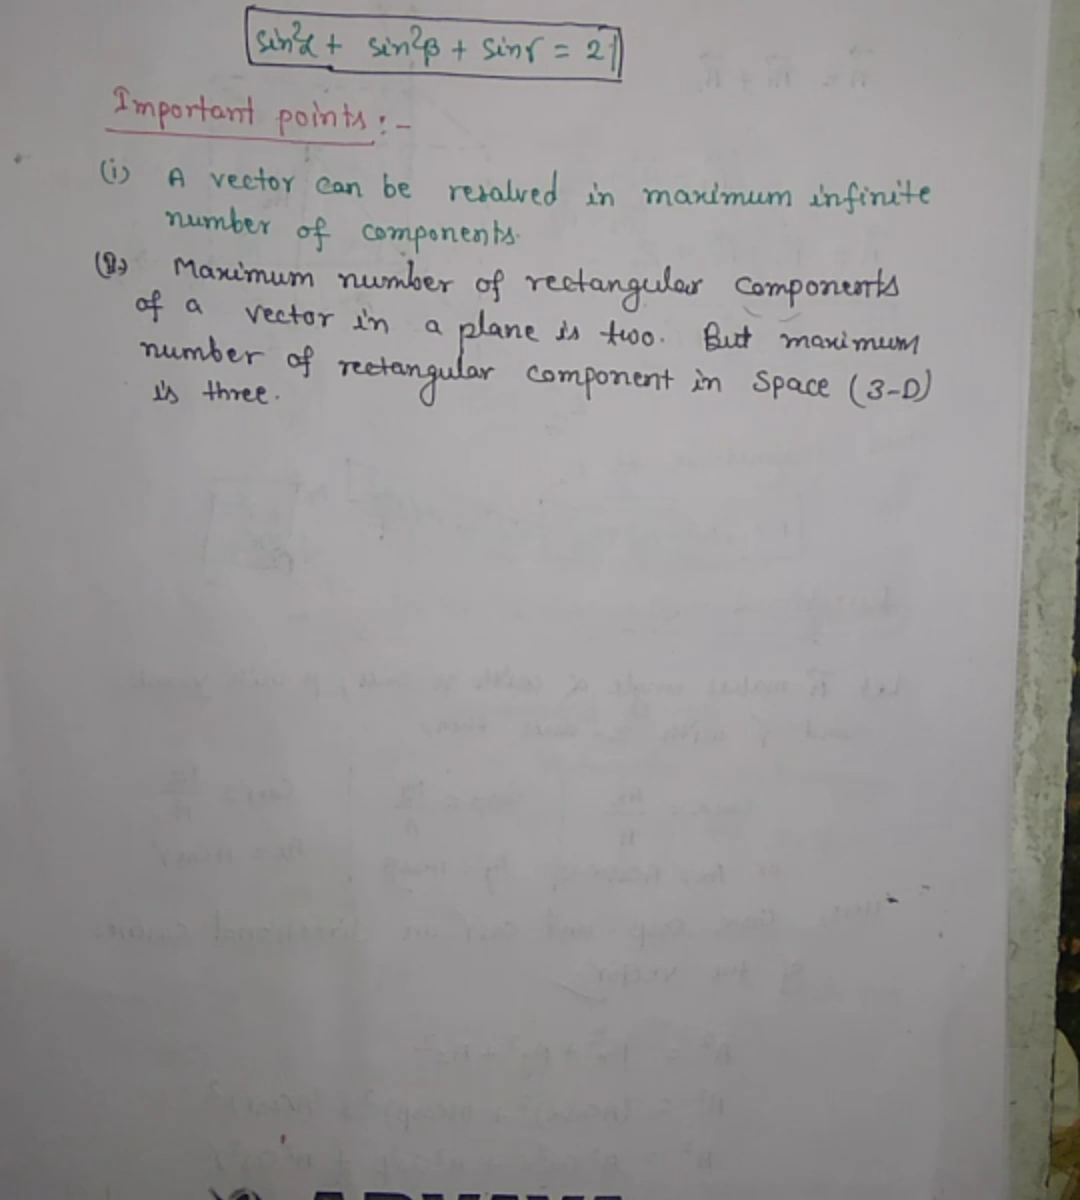 sin²α + sin²β + sinγ = 2
Important points :-
(i) A vector can be resolved in maximum infinite
number of components.
(ii) Maximum number of rectangular components
of a vector in a plane is two. But maximum
number of rectangular component in space (3-D)
is three.